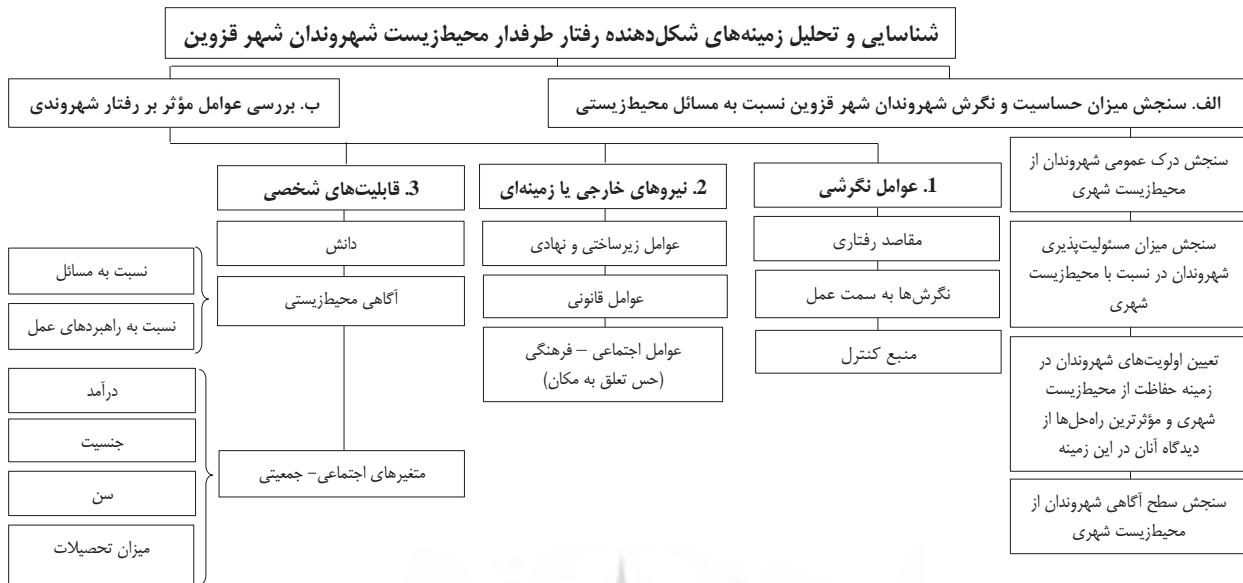 شناسایی و تحلیل زمینه‌های شکل‌دهنده رفتار طرفدار محیط‌زیست شهروندان شهر قزوین
الف. سنجش میزان حساسیت و نگرش شهروندان شهر قزوین نسبت به مسائل محیط‌زیستی
سنجش درک عمومی شهروندان از
محیط‌زیست شهری
سنجش میزان مسئولیت‌پذیری
شهروندان در نسبت با محیط‌زیست
شهری
تعیین اولویت‌های شهروندان در
زمینه حفاظت از محیط‌زیست
شهری و مؤثرترین راه‌حل‌ها از
دیدگاه آنان در این زمینه
سنجش سطح آگاهی شهروندان از
محیط‌زیست شهری
ب. بررسی عوامل مؤثر بر رفتار شهروندی
1. عوامل نگرشی
مقاصد رفتاری
نگرش‌ها به سمت عمل
منبع کنترل
2. نیروهای خارجی یا زمینه‌ای
عوامل زیرساختی و نهادی
عوامل قانونی
عوامل اجتماعی – فرهنگی
(حس تعلق به مکان)
3. قابلیت‌های شخصی
دانش
آگاهی محیط‌زیستی
نسبت به مسائل
نسبت به راهبردهای عمل
متغیرهای اجتماعی- جمعیتی
درآمد
جنسیت
سن
میزان تحصیلات